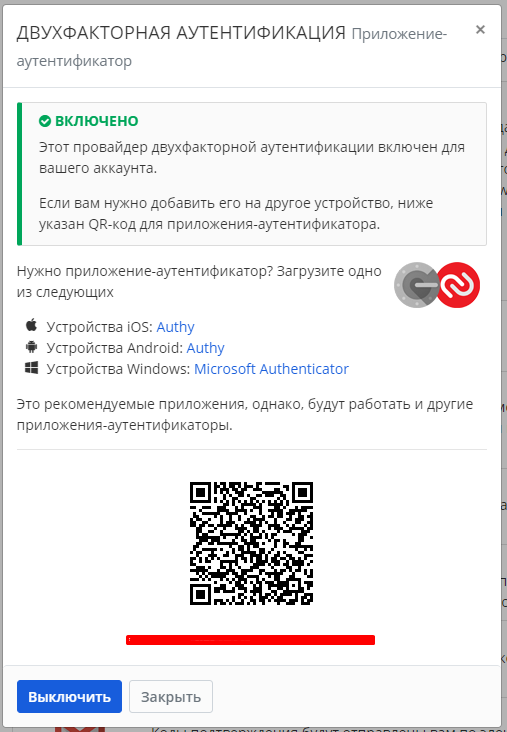 ДВУХФАКТОРНАЯ АУТЕНТИФИКАЦИЯ Приложение-
аутентификатор
×
ВКЛЮЧЕНО
Этот провайдер двухфакторной аутентификации включен для
вашего аккаунта.
Если вам нужно добавить его на другое устройство, ниже
указан QR-код для приложения-аутентификатора.
Нужно приложение-аутентификатор? Загрузите одно
из следующих
Устройства iOS: Authy
Устройства Android: Authy
Устройства Windows: Microsoft Authenticator
Это рекомендуемые приложения, однако, будут работать и другие
приложения-аутентификаторы.
Выключить
Закрыть